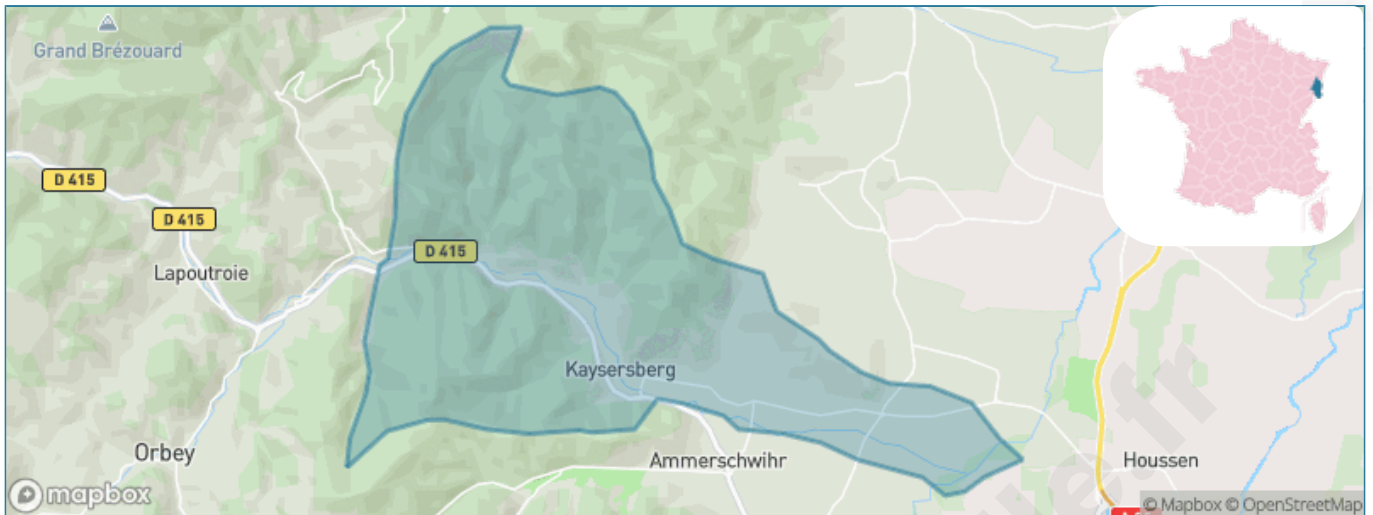 Grand Brézouard
D 415
D 415
D 415
Lapoutroie
Kaysersberg
Orbey
Ammerschwihr
Houssen
mapbox
© Mapbox © OpenStreetMap